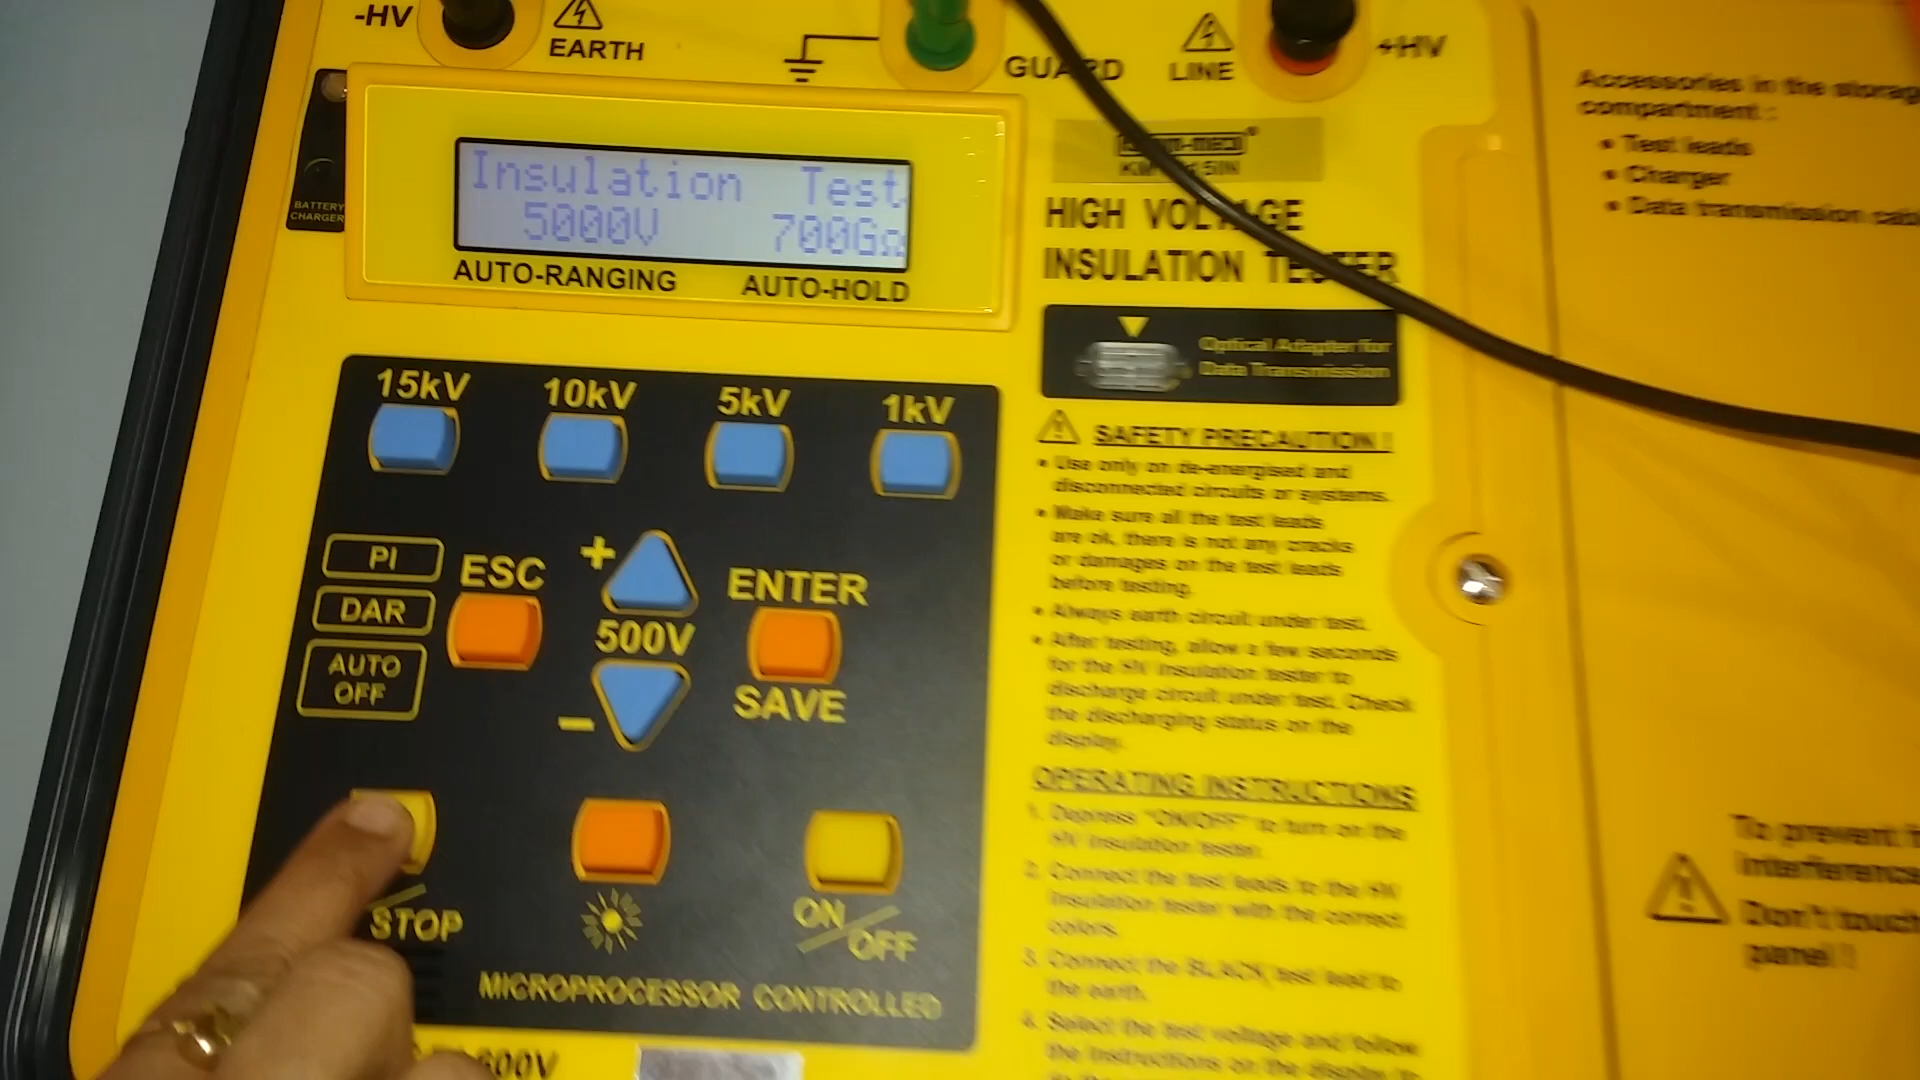 -HV
EARTH
GUARD
LINE
+HV
BATTERY
CHARGER
Insulation Test
5000V 700GΩ
AUTO-RANGING AUTO-HOLD
HIGH VOLTAGE
INSULATION TESTER
Optical Adapter for
Data Transmission
15kV 10kV 5kV 1kV
PI
DAR
AUTO
OFF
ESC
+
500V
-
ENTER
SAVE
/STOP
ON/OFF
MICROPROCESSOR CONTROLLED
600V
SAFETY PRECAUTION !
• Use only on de-energised and
disconnected circuits or systems.
• Make sure all the test leads
are ok, there is not any cracks
or damages on the test leads
before testing.
• Always earth circuit under test.
• After testing, allow a few seconds
for the HV insulation tester to
discharge circuit under test. Check
the discharging status on the
display.
OPERATING INSTRUCTIONS
1. Depress "ON/OFF" to turn on the
HV insulation tester.
2. Connect the test leads to the HV
insulation tester with the correct
colors.
3. Connect the BLACK test lead to
the earth.
4. Select the test voltage and follow
the instructions on the display to
Accessories in the storage
compartment :
• Test leads
• Charger
• Data transmission
To prevent
interference
Don't touch
panel !